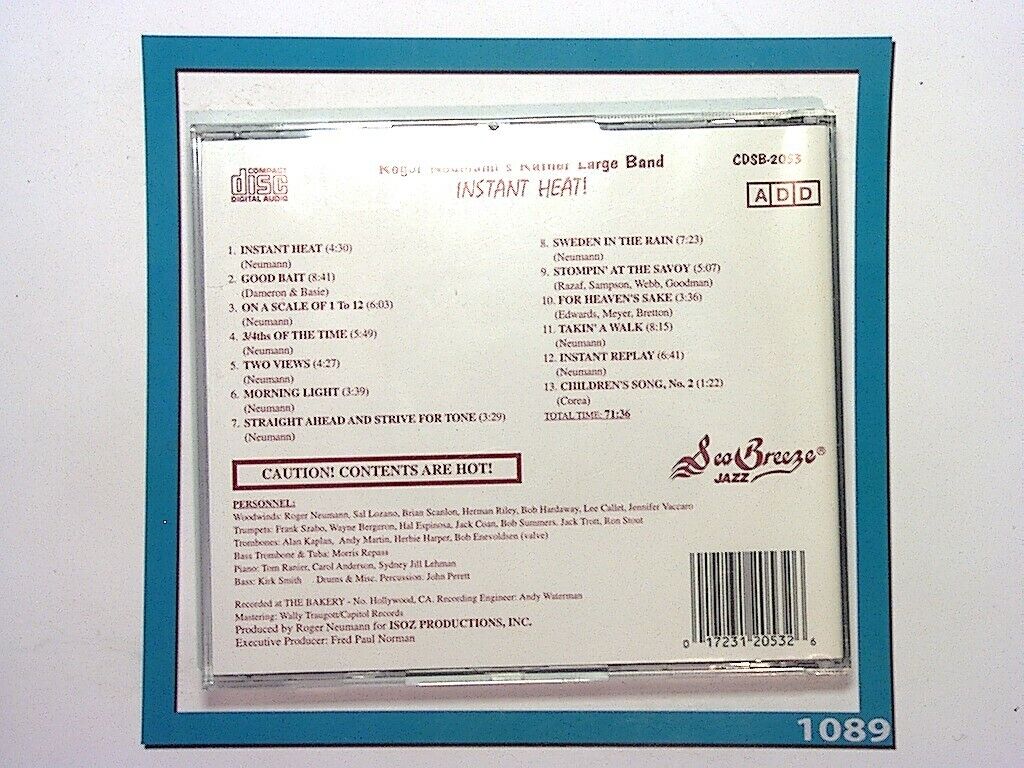 COMPACT
disc
DIGITAL AUDIO
Roger Neumann's Rather Large Band
INSTANT HEAT!
CDSB-2053
A D D
1. INSTANT HEAT (4:30)
(Neumann)
2. GOOD BAIT (8:41)
(Dameron & Basie)
3. ON A SCALE OF 1 To 12 (6:03)
(Neumann)
4. 3/4ths OF THE TIME (5:49)
(Neumann)
5. TWO VIEWS (4:27)
(Neumann)
6. MORNING LIGHT (3:39)
(Neumann)
7. STRAIGHT AHEAD AND STRIVE FOR TONE (3:29)
(Neumann)
8. SWEDEN IN THE RAIN (7:23)
(Neumann)
9. STOMPIN' AT THE SAVOY (5:07)
(Razaf, Sampson, Webb, Goodman)
10. FOR HEAVEN'S SAKE (3:36)
(Edwards, Meyer, Bretton)
11. TAKIN' A WALK (8:15)
(Neumann)
12. INSTANT REPLAY (6:41)
(Neumann)
13. CHILDREN'S SONG, No. 2 (1:22)
(Corea)
TOTAL TIME: 71:36
CAUTION! CONTENTS ARE HOT!
Sea Breeze®
JAZZ
PERSONNEL:
Woodwinds: Roger Neumann, Sal Lozano, Brian Scanlon, Herman Riley, Bob Hardaway, Lee Callet, Jennifer Vaccaro
Trumpets: Frank Szabo, Wayne Bergeron, Hal Espinosa, Jack Coan, Bob Summers, Jack Trott, Ron Stout
Trombones: Alan Kaplan, Andy Martin, Herbie Harper, Bob Enevoldsen (valve)
Bass Trombone & Tuba: Morris Repass
Piano: Tom Ranier, Carol Anderson, Sydney Jill Lehman
Bass: Kirk Smith Drums & Misc. Percussion: John Perett
Recorded at THE BAKERY - No. Hollywood, CA. Recording Engineer: Andy Waterman
Mastering: Wally Traugott/Capitol Records
Produced by Roger Neumann for ISOZ PRODUCTIONS, INC.
Executive Producer: Fred Paul Norman
0 17231-20532 6
1089